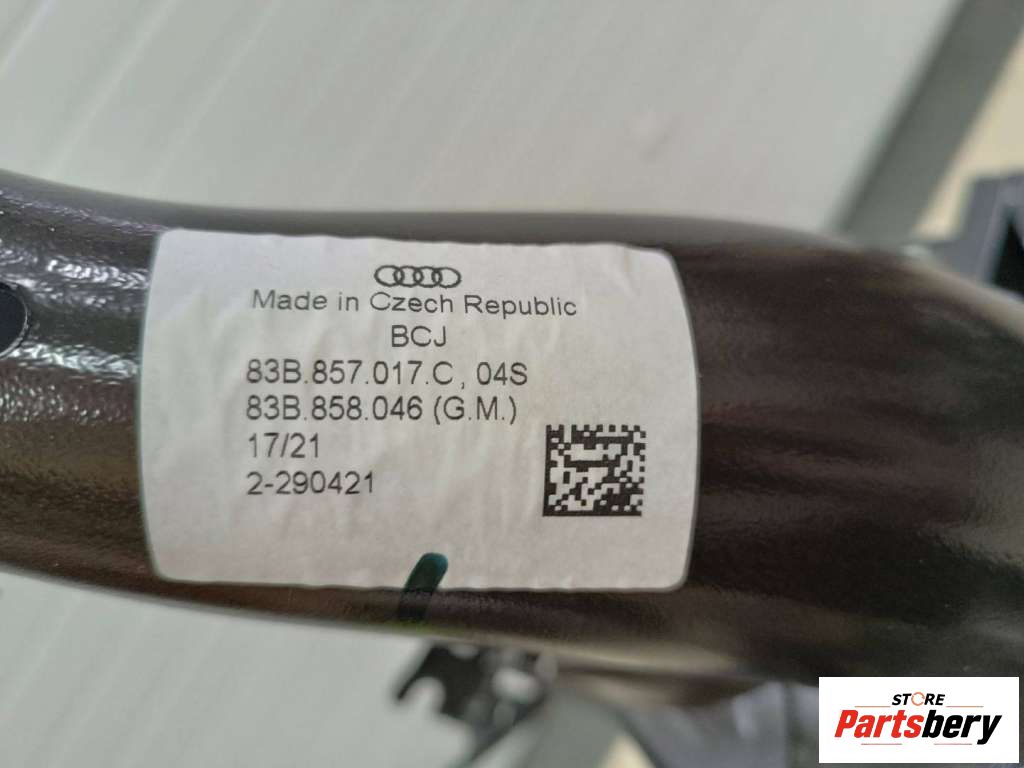 Made in Czech Republic
BCJ
83B.857.017.C, 04S
83B.858.046 (G.M.)
17/21
2-290421
STORE
Partsbery